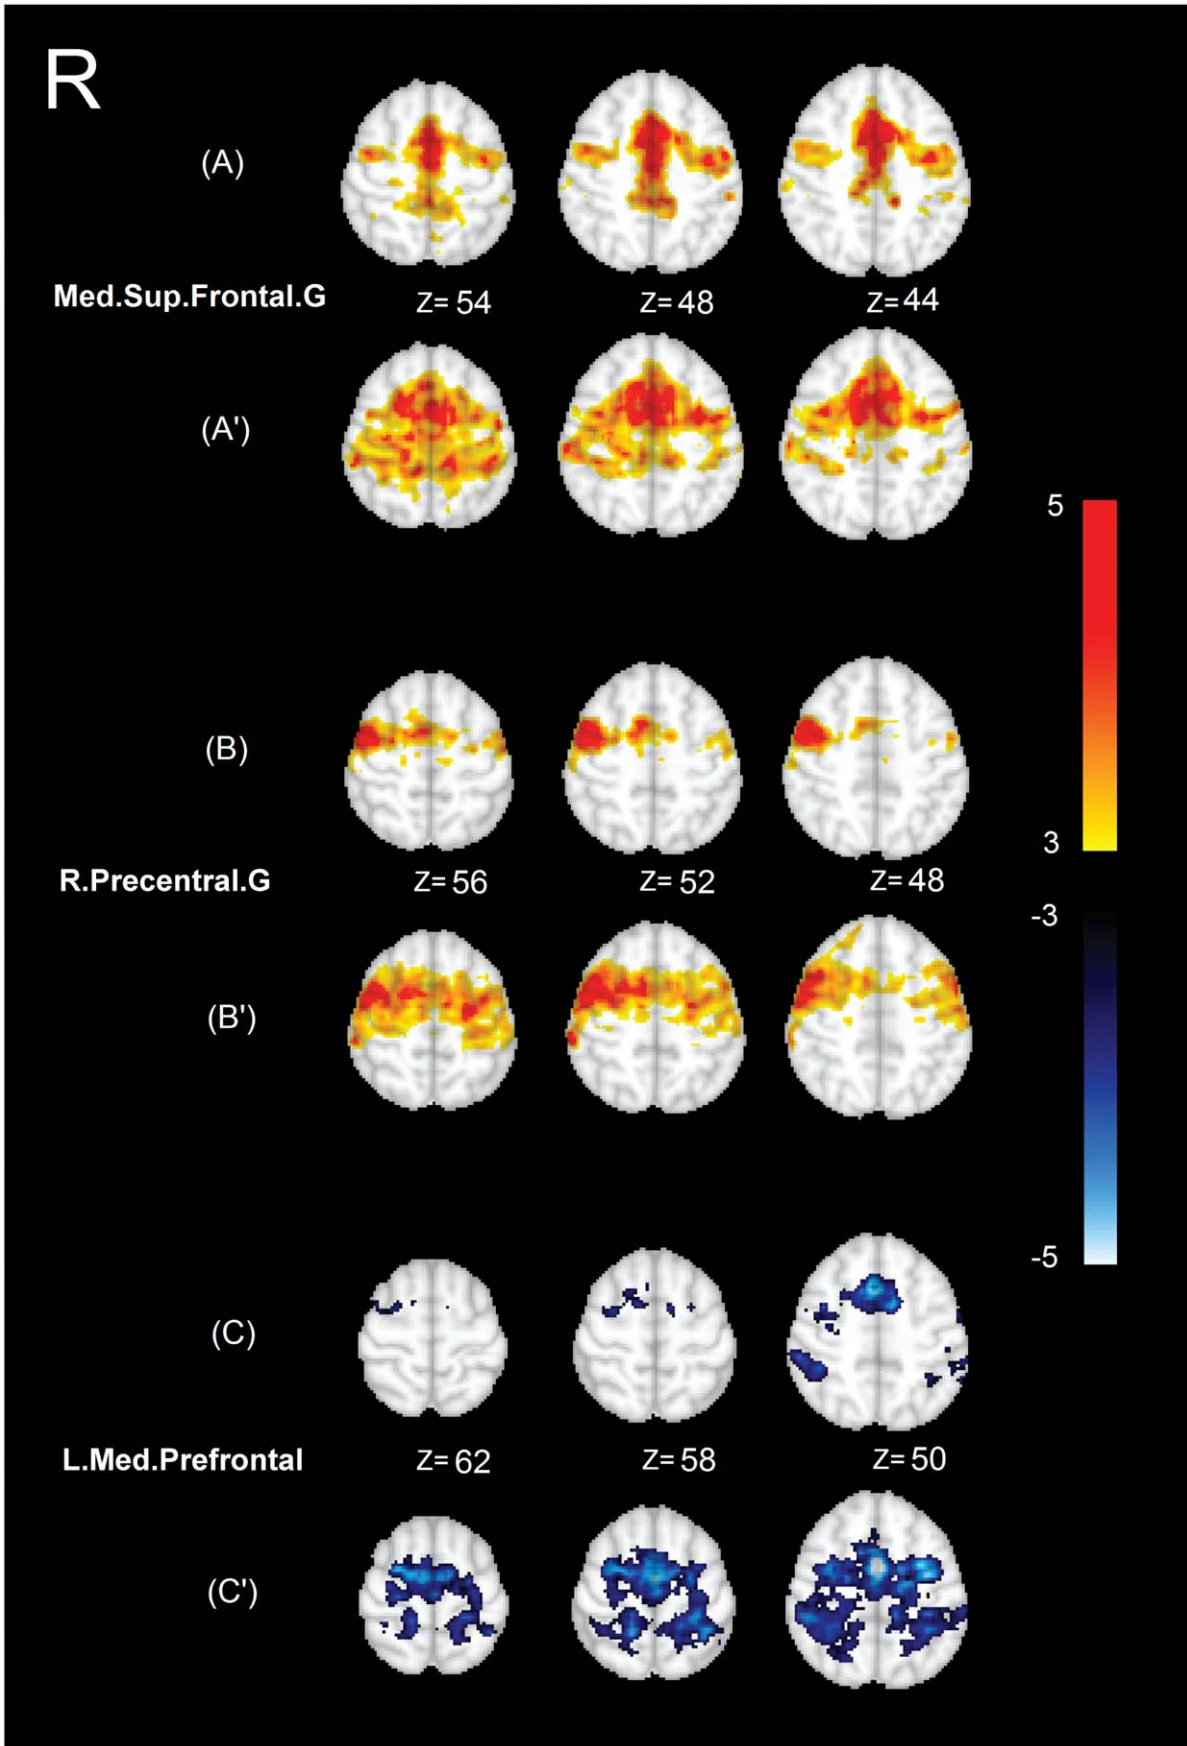 R
(A)
Med.Sup.Frontal.G Z= 54 Z= 48 Z= 44
(A')
5
(B)
3
R.Precentral.G Z= 56 Z= 52 Z= 48
-3
(B')
-5
(C)
L.Med.Prefrontal Z= 62 Z= 58 Z= 50
(C')